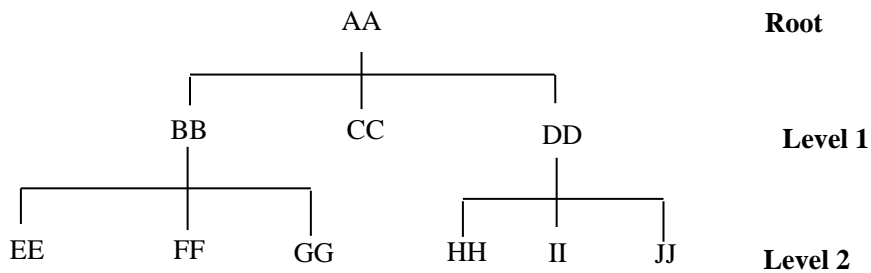 AA Root
BB CC DD Level 1
EE FF GG HH II JJ Level 2